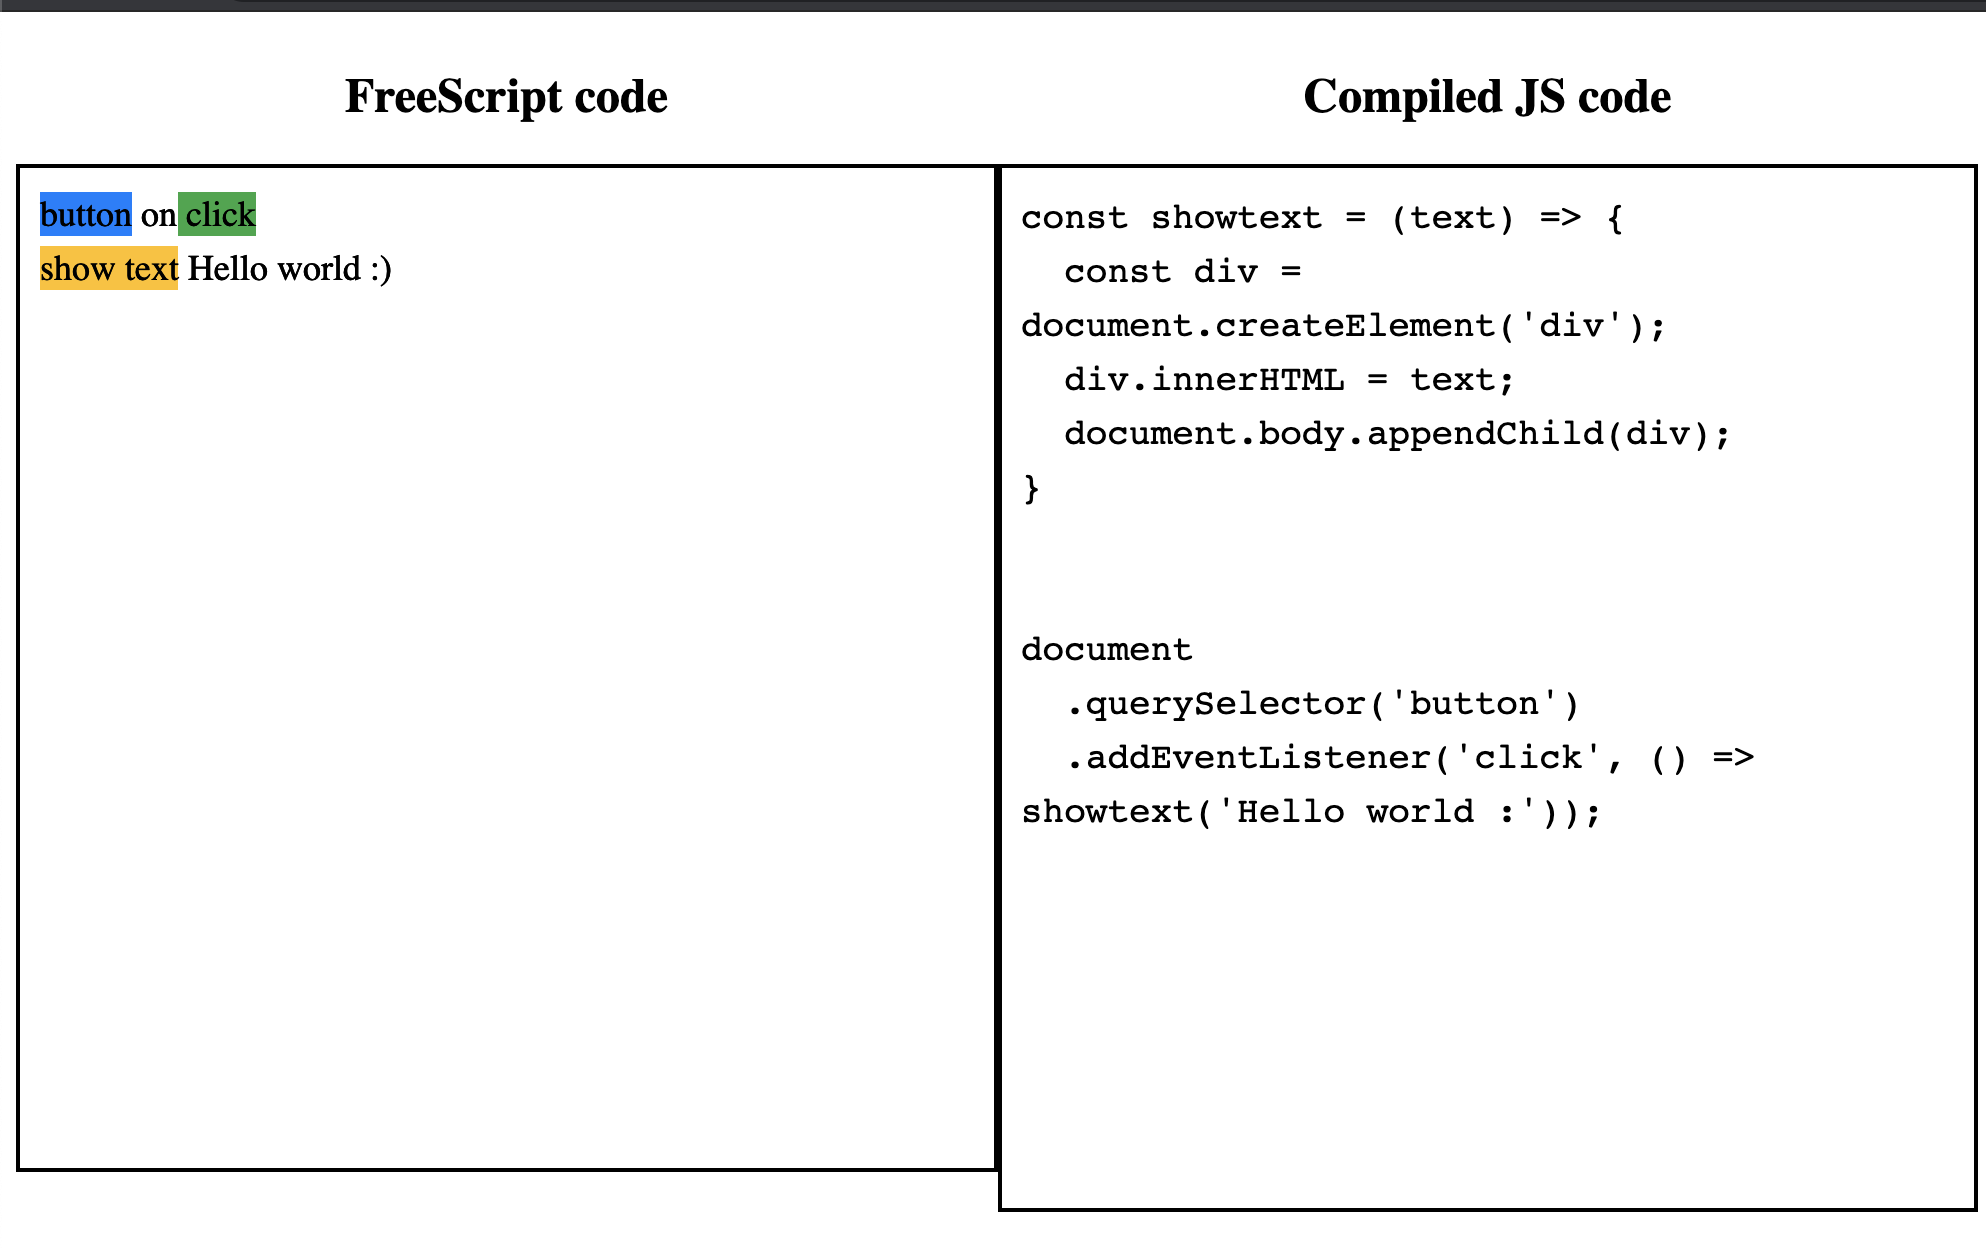 FreeScript code
button on click
show text Hello world :)
Compiled JS code
const showtext = (text) => {
  const div =
document.createElement('div');
  div.innerHTML = text;
  document.body.appendChild(div);
}
document
  .querySelector('button')
  .addEventListener('click', () =>
showtext('Hello world :'));